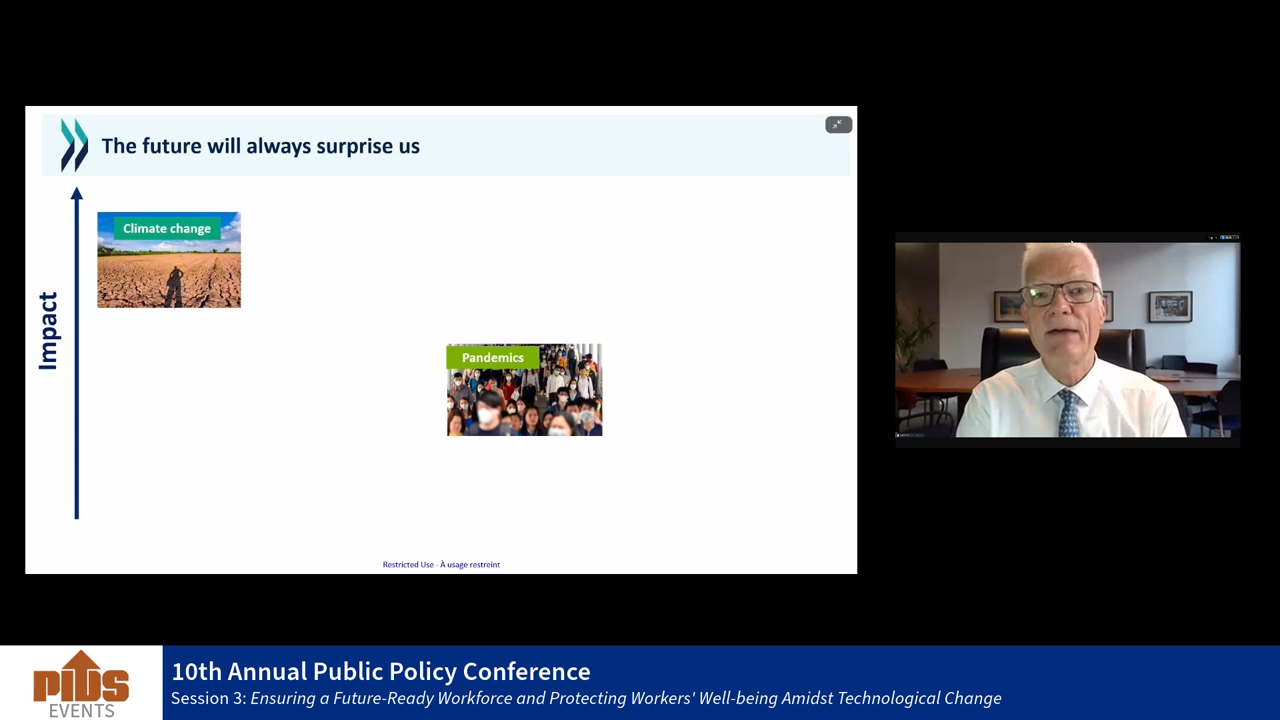 The future will always surprise us
Climate change
Impact
Pandemics
Restricted Use - À usage restreint
PIDS
EVENTS
10th Annual Public Policy Conference
Session 3: Ensuring a Future-Ready Workforce and Protecting Workers' Well-being Amidst Technological Change